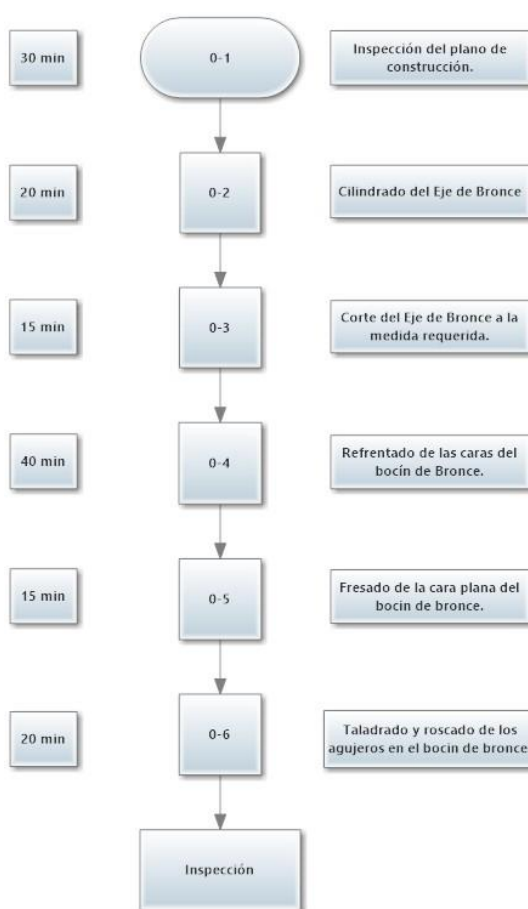 30 min
0-1
Inspección del plano de
construcción.
20 min
0-2
Cilindrado del Eje de Bronce
15 min
0-3
Corte del Eje de Bronce a la
medida requerida.
40 min
0-4
Refrentado de las caras del
bocín de Bronce.
15 min
0-5
Fresado de la cara plana del
bocin de bronce.
20 min
0-6
Taladrado y roscado de los
agujeros en el bocin de bronce
Inspección